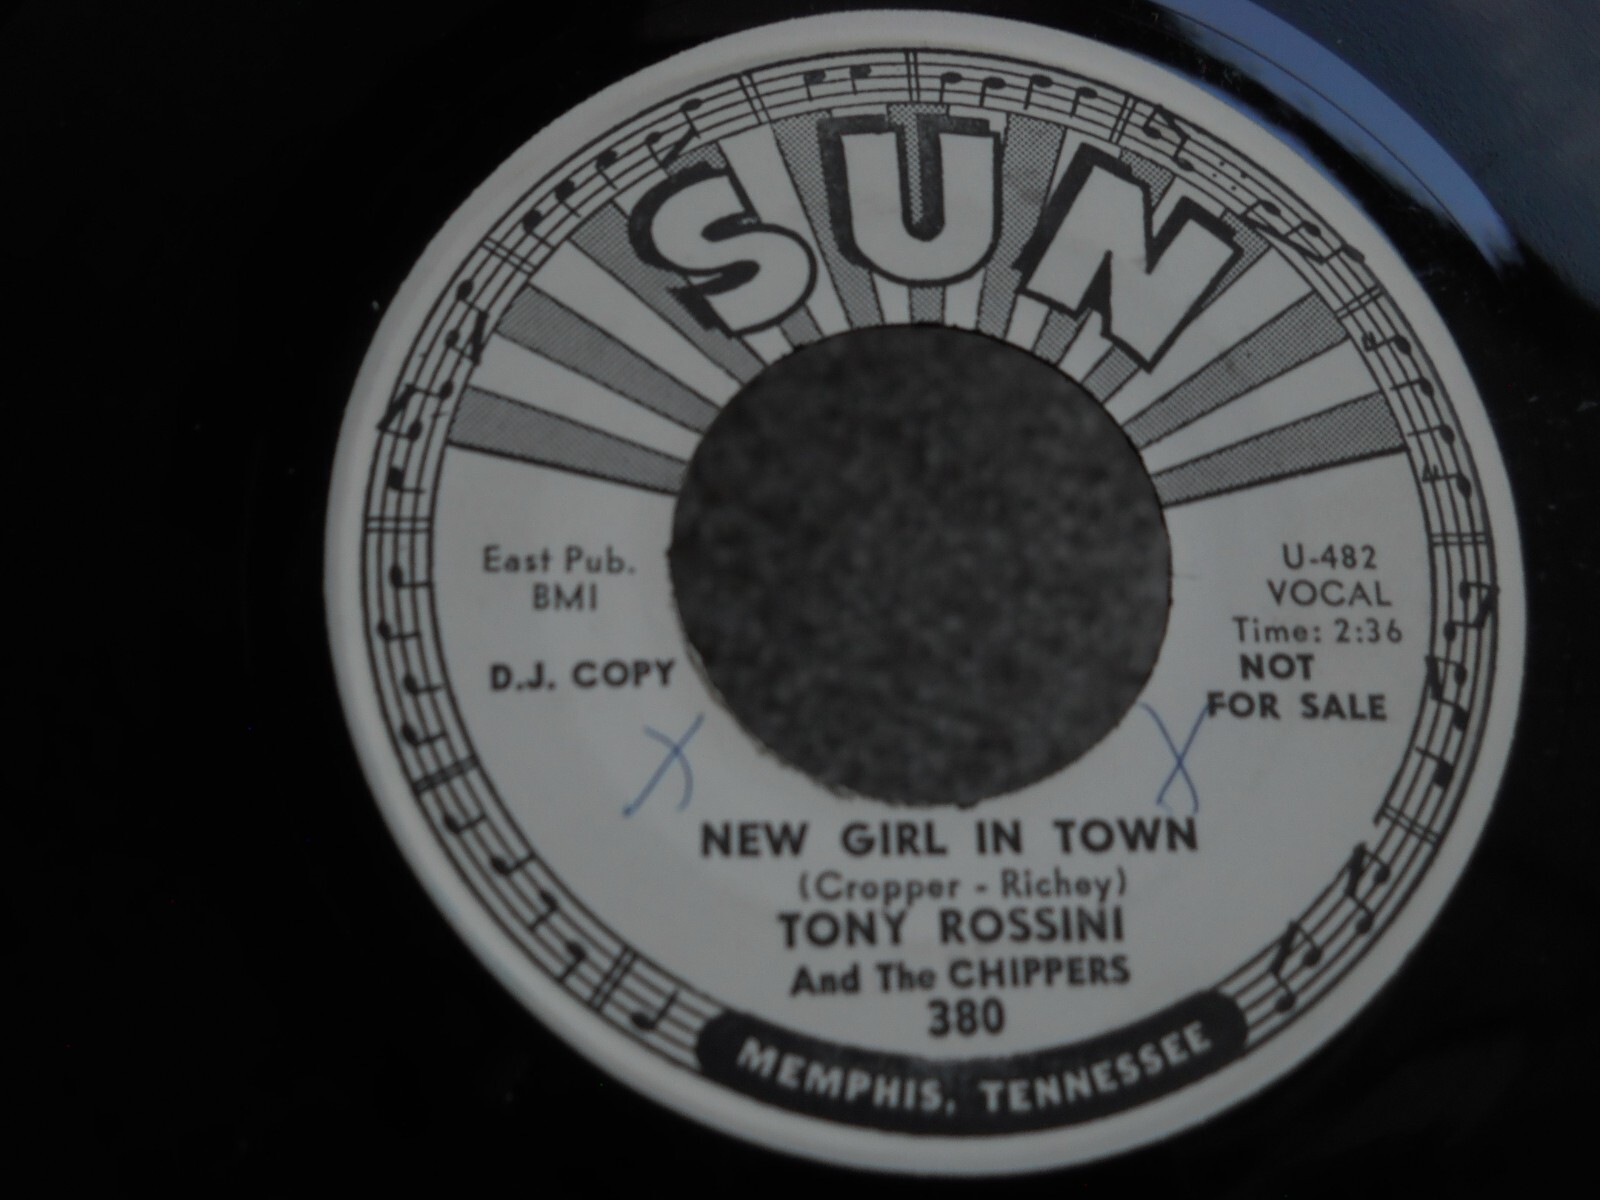 SUN
East Pub.
BMI
D.J. COPY
U-482
VOCAL
Time: 2:36
NOT
FOR SALE
NEW GIRL IN TOWN
(Cropper - Richey)
TONY ROSSINI
And The CHIPPERS
380
MEMPHIS, TENNESSEE